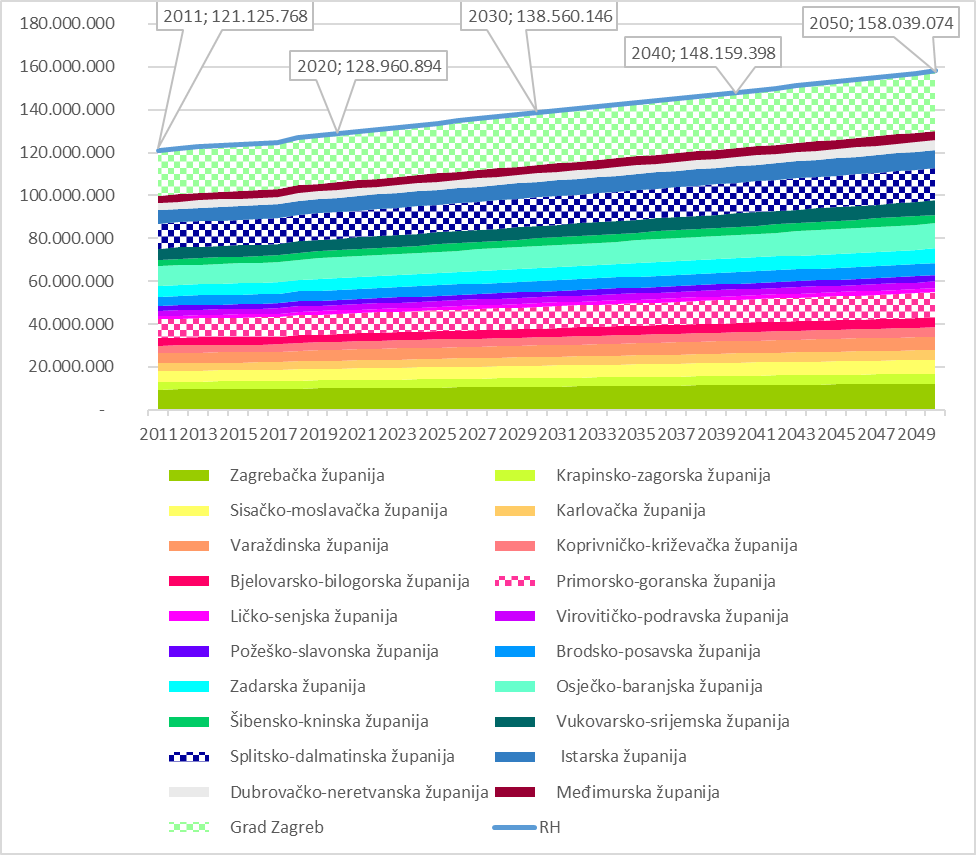 2011; 121.125.768
2030; 138.560.146
2050; 158.039.074
2020; 128.960.894
2040; 148.159.398
180.000.000
160.000.000
140.000.000
120.000.000
100.000.000
80.000.000
60.000.000
40.000.000
20.000.000
-
2011 2013 2015 2017 2019 2021 2023 2025 2027 2029 2031 2033 2035 2037 2039 2041 2043 2045 2047 2049
Zagrebačka županija Krapinsko-zagorska županija
Sisačko-moslavačka županija Karlovačka županija
Varaždinska županija Koprivničko-križevačka županija
Bjelovarsko-bilogorska županija Primorsko-goranska županija
Ličko-senjska županija Virovitičko-podravska županija
Požeško-slavonska županija Brodsko-posavska županija
Zadarska županija Osječko-baranjska županija
Šibensko-kninska županija Vukovarsko-srijemska županija
Splitsko-dalmatinska županija Istarska županija
Dubrovačko-neretvanska županija Međimurska županija
Grad Zagreb RH